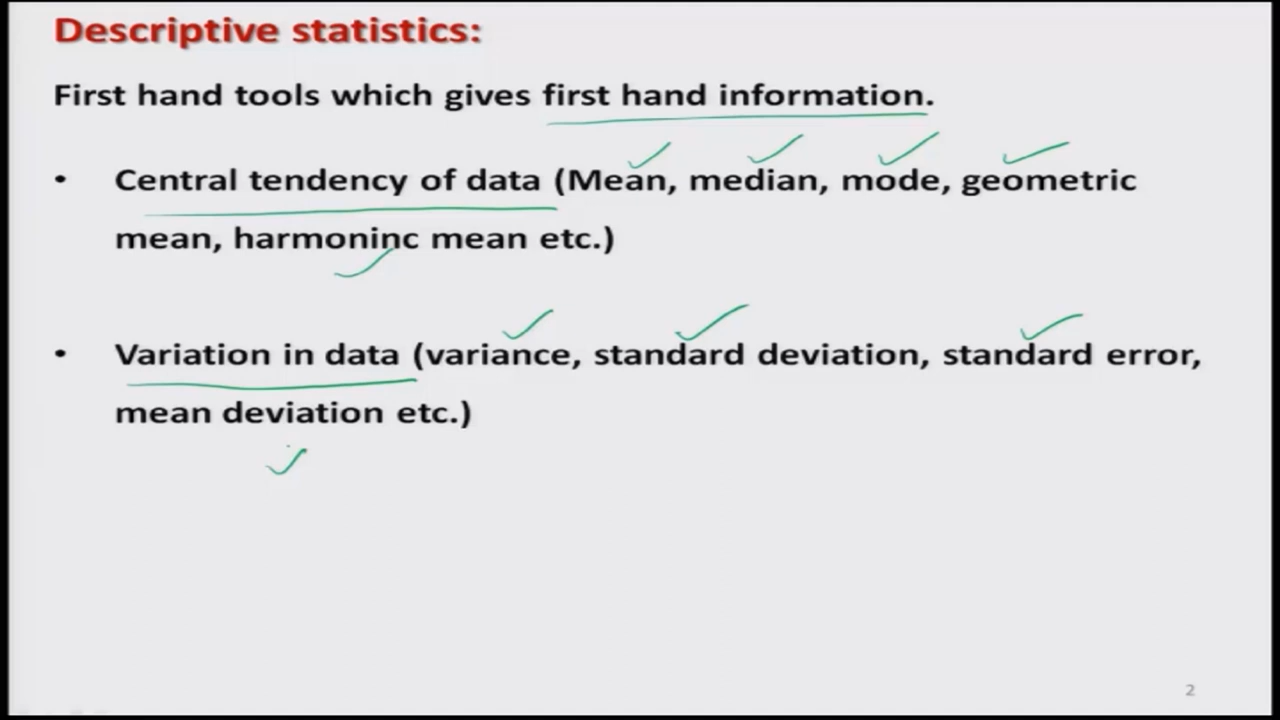 Descriptive statistics:
First hand tools which gives first hand information.
• Central tendency of data (Mean, median, mode, geometric
mean, harmoninc mean etc.)
• Variation in data (variance, standard deviation, standard error,
mean deviation etc.)
2